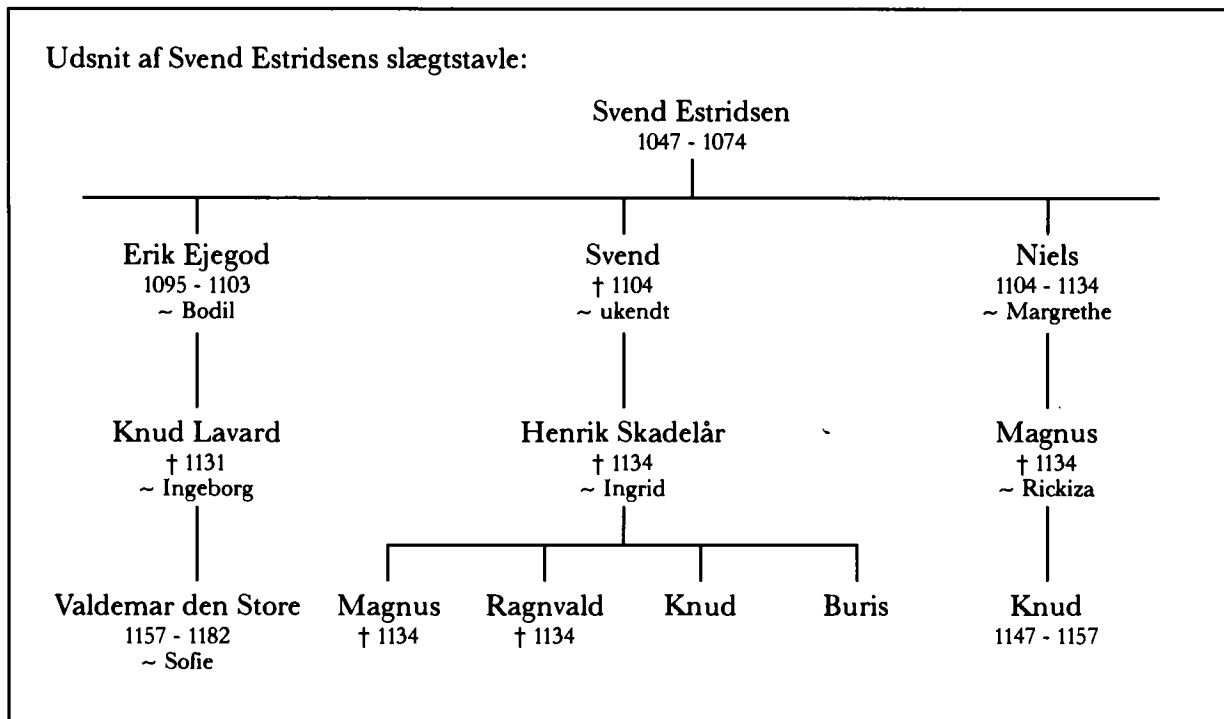 Udsnit af Svend Estridsens slægtstavle:
Svend Estridsen
1047 - 1074
Erik Ejegod Svend Niels
1095 - 1103 † 1104 1104 - 1134
~ Bodil ~ ukendt ~ Margrethe
Knud Lavard Henrik Skadelår Magnus
† 1131 † 1134 † 1134
~ Ingeborg ~ Ingrid ~ Rickiza
Valdemar den Store Magnus Ragnvald Knud Buris Knud
1157 - 1182 † 1134 † 1134 1147 - 1157
~ Sofie